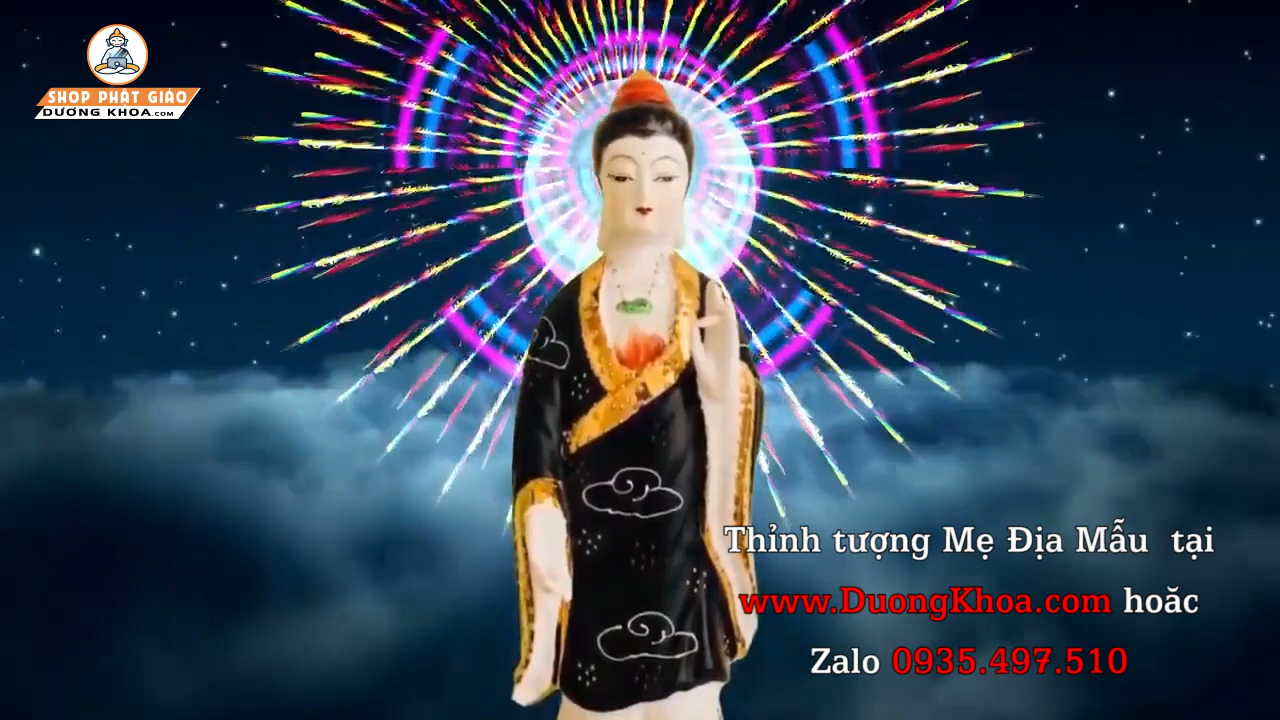 SHOP PHẬT GIÁO
DƯƠNG KHOA.COM
Thỉnh tượng Mẹ Địa Mẫu tại
www.DuongKhoa.com hoăc
Zalo 0935.497.510